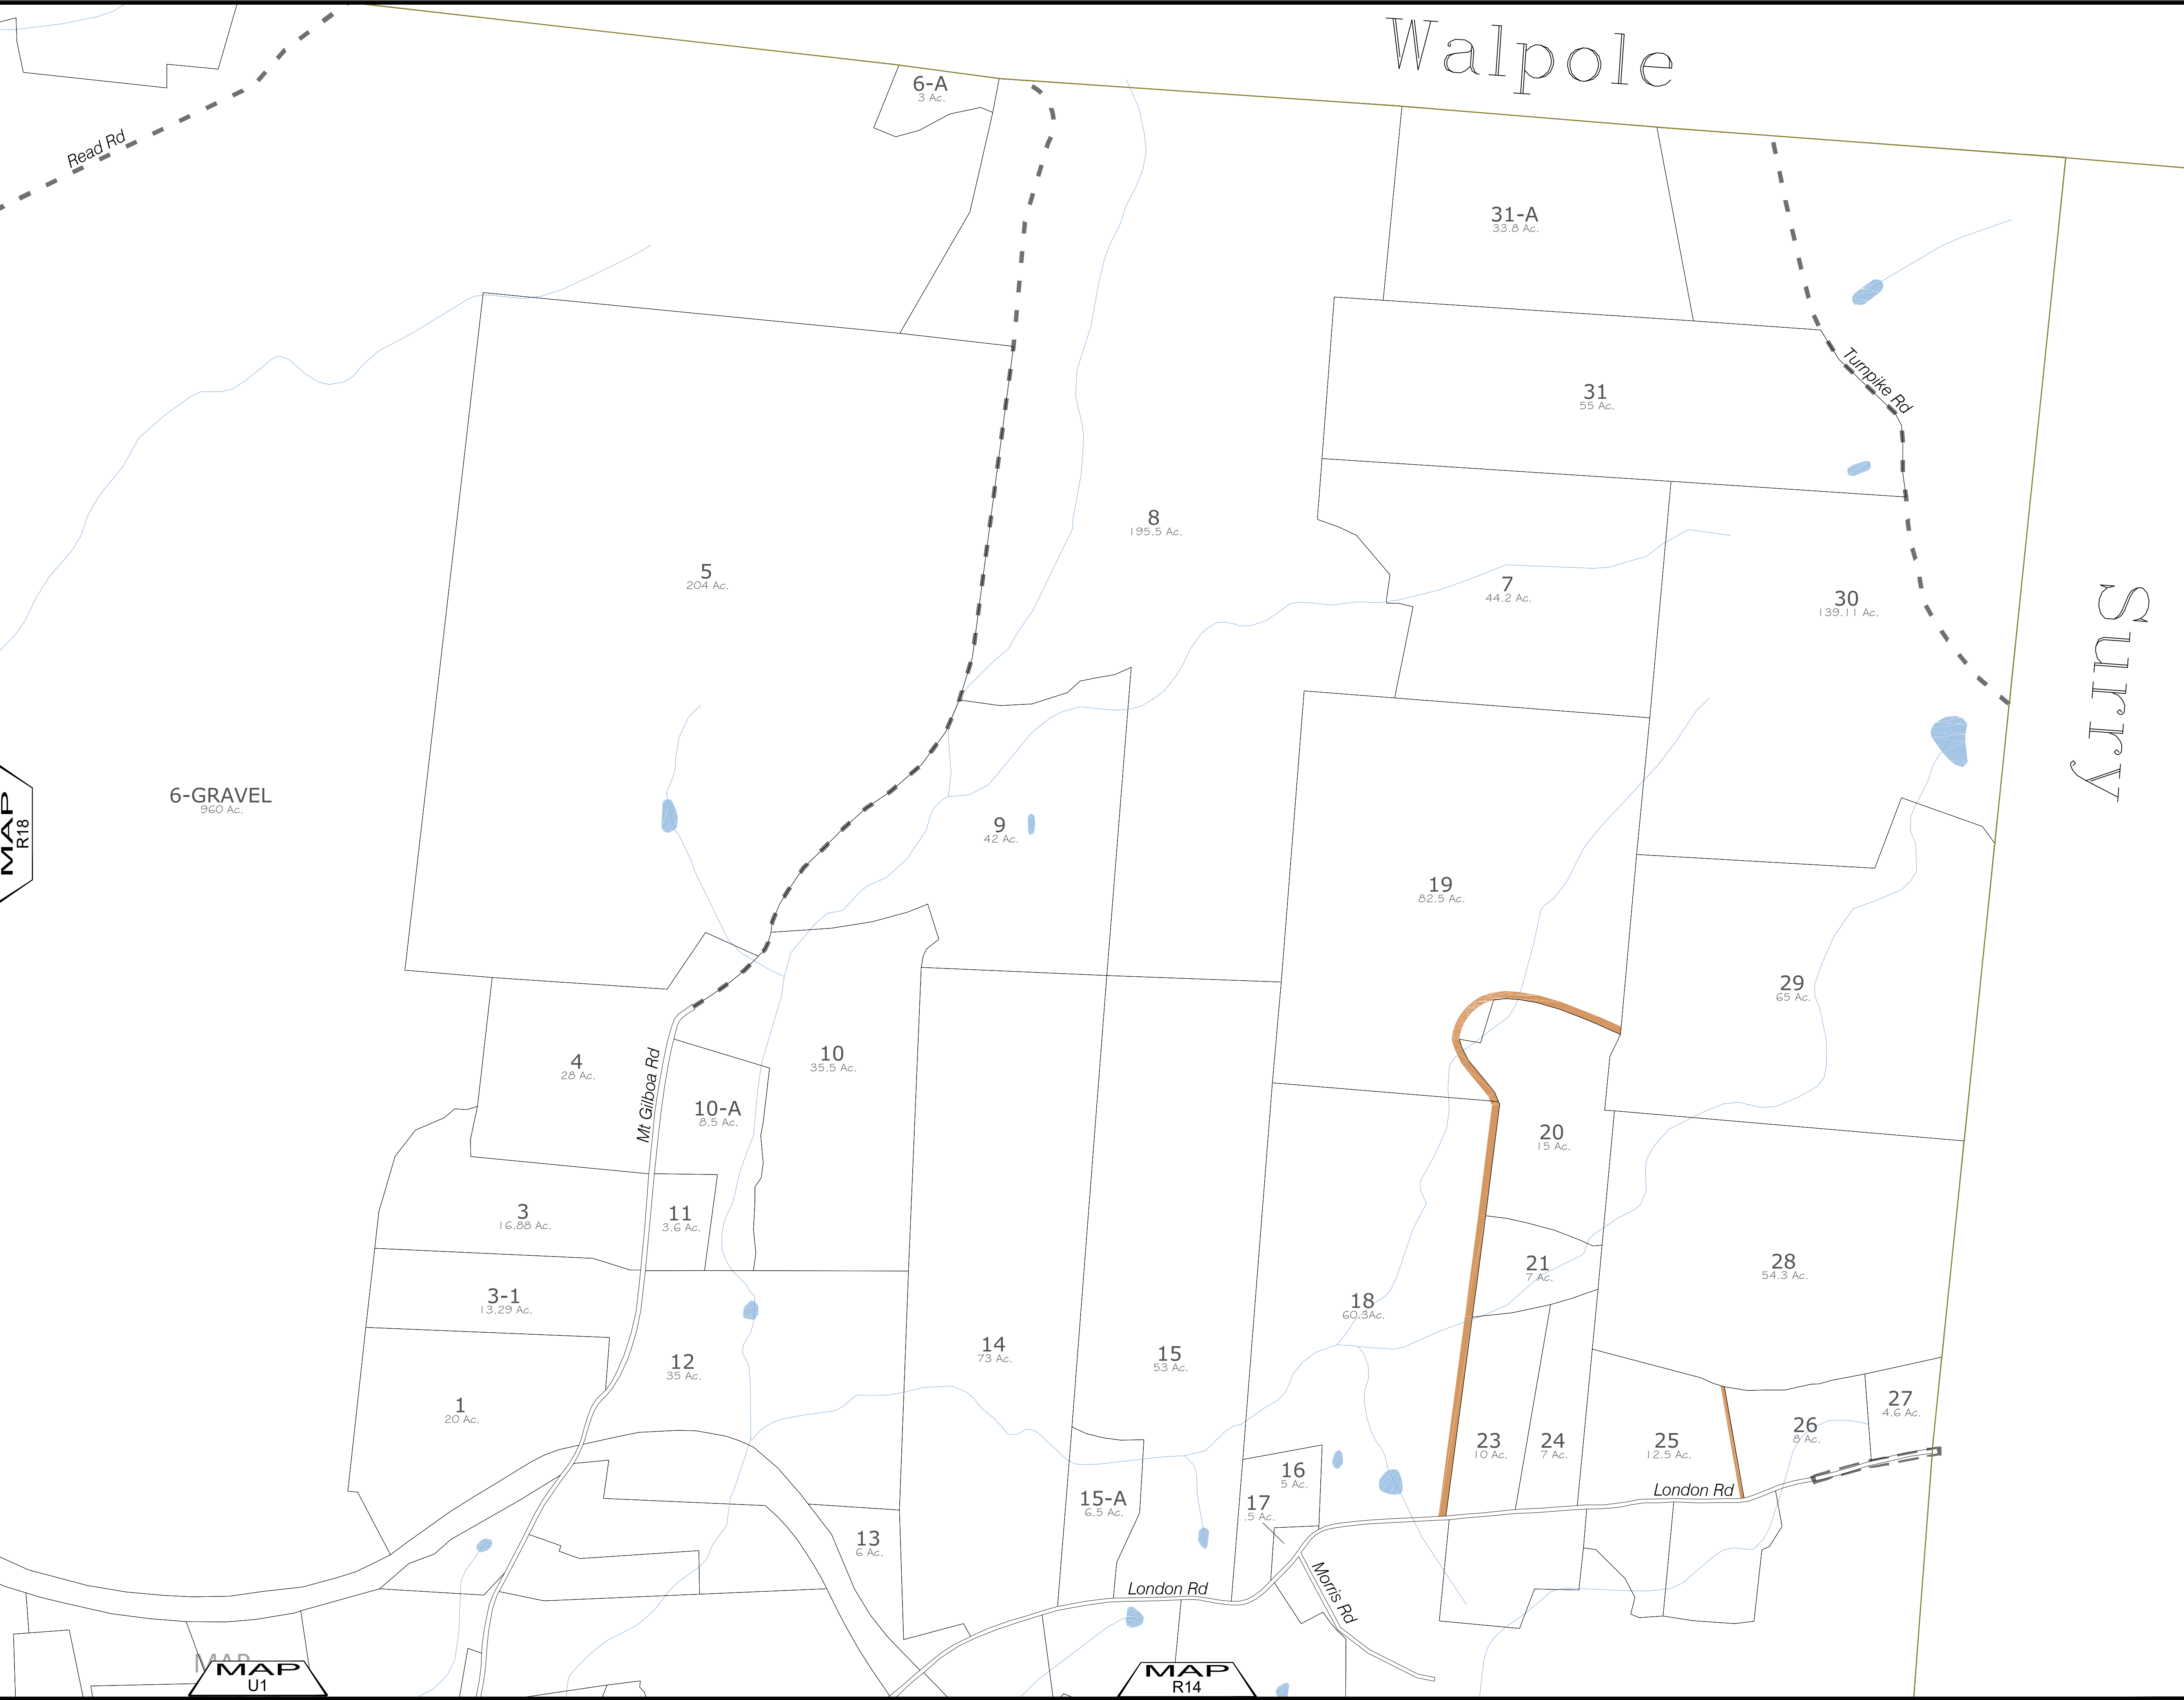 Walpole
6-A
3 Ac.
Read Rd
31-A
33.8 Ac.
Turnpike Rd
31
55 Ac.
8
195.5 Ac.
5
204 Ac.
7
44.2 Ac.
30
139.11 Ac.
Surry
6-GRAVEL
960 Ac.
MAP
R18
9
42 Ac.
19
82.5 Ac.
29
65 Ac.
4
28 Ac.
Mt Gilboa Rd
10
35.5 Ac.
10-A
8.5 Ac.
20
15 Ac.
3
16.88 Ac.
11
3.6 Ac.
21
7 Ac.
28
54.3 Ac.
3-1
13.29 Ac.
18
60.3Ac.
12
35 Ac.
14
73 Ac.
15
53 Ac.
1
20 Ac.
27
4.6 Ac.
26
8 Ac.
23
10 Ac.
24
7 Ac.
25
12.5 Ac.
16
5 Ac.
15-A
6.5 Ac.
17
.5 Ac.
London Rd
13
6 Ac.
London Rd
Morris Rd
MAP
MAP
U1
MAP
R14